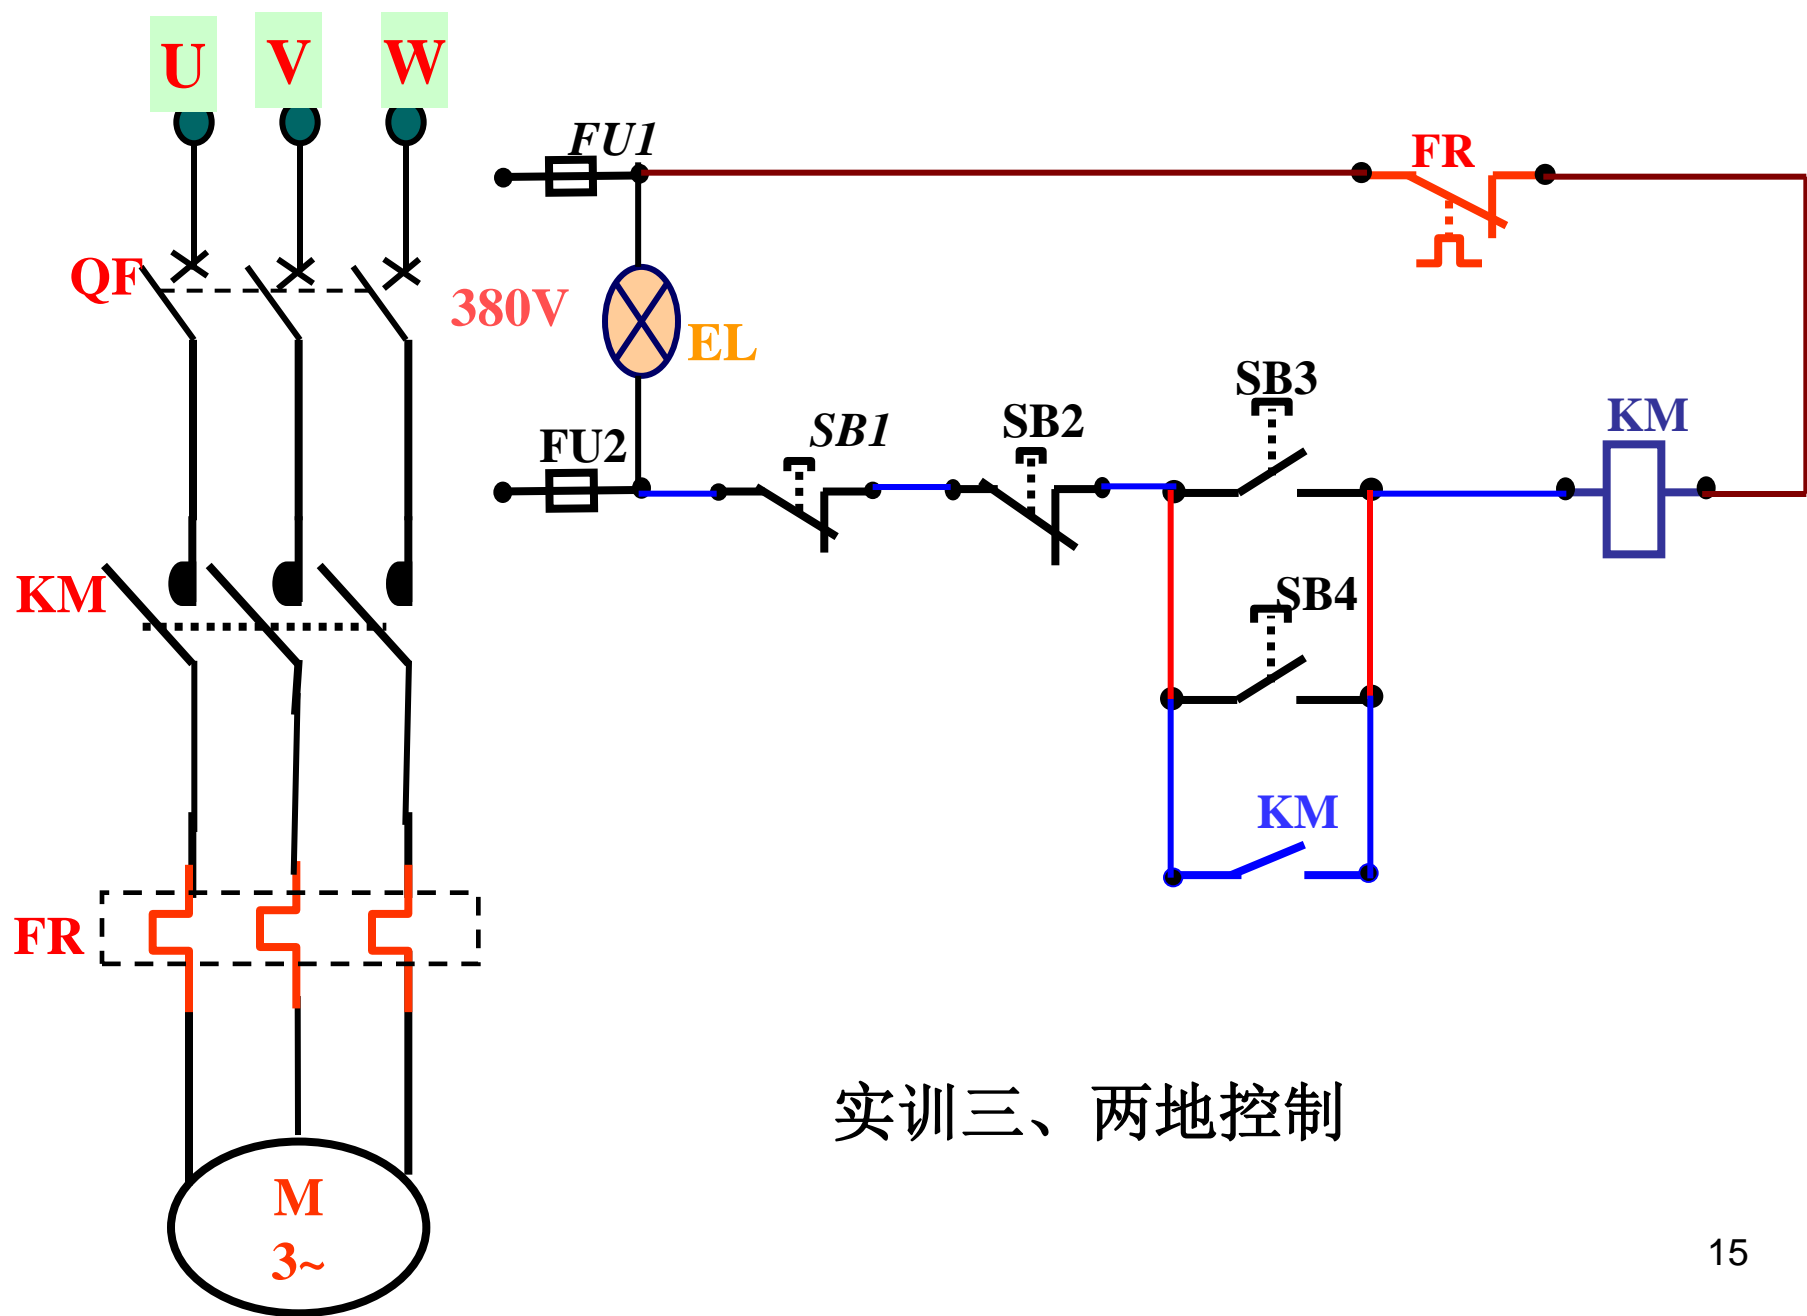 U V W
FU1
FR
QF
380V
EL
SB3
SB1
SB2
KM
FU2
KM
SB4
KM
FR
实训三、两地控制
M
3~
15